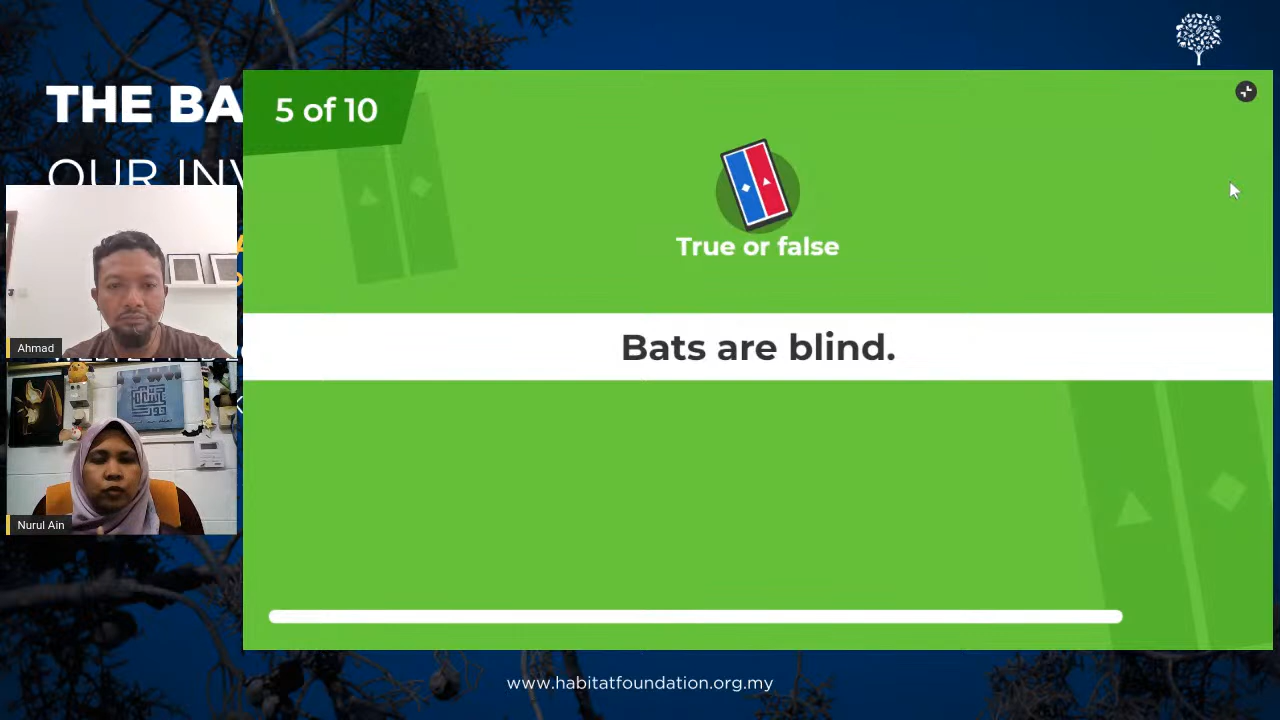 THE BA
OUR INV
5 of 10
True or false
Bats are blind.
Ahmad
Nurul Ain
www.habitatfoundation.org.my